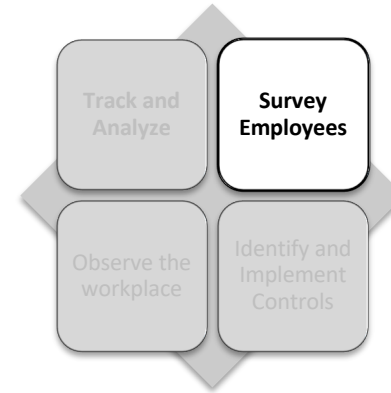 Track and
Analyze
Survey
Employees
Observe the
workplace
Identify and
Implement
Controls